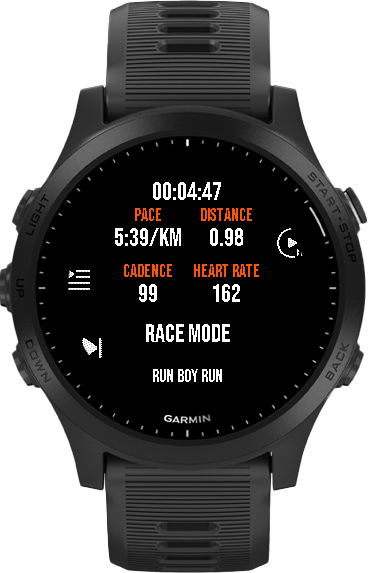 00:04:47
PACE DISTANCE
5:39/KM 0.98
CADENCE HEART RATE
99 162
RACE MODE
RUN BOY RUN
GARMIN
LIGHT
UP
DOWN
START·STOP
BACK